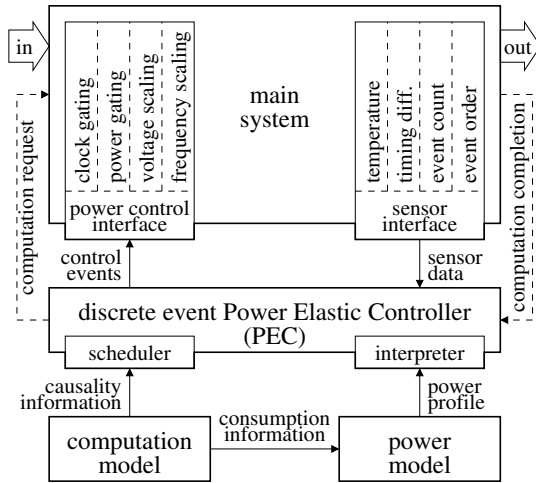 in
out
clock gating
power gating
voltage scaling
frequency scaling
main
system
temperature
timing diff.
event count
event order
power control
interface
sensor
interface
computation request
computation completion
control
events
sensor
data
discrete event Power Elastic Controller
(PEC)
scheduler
interpreter
causality
information
power
profile
consumption
information
computation
model
power
model